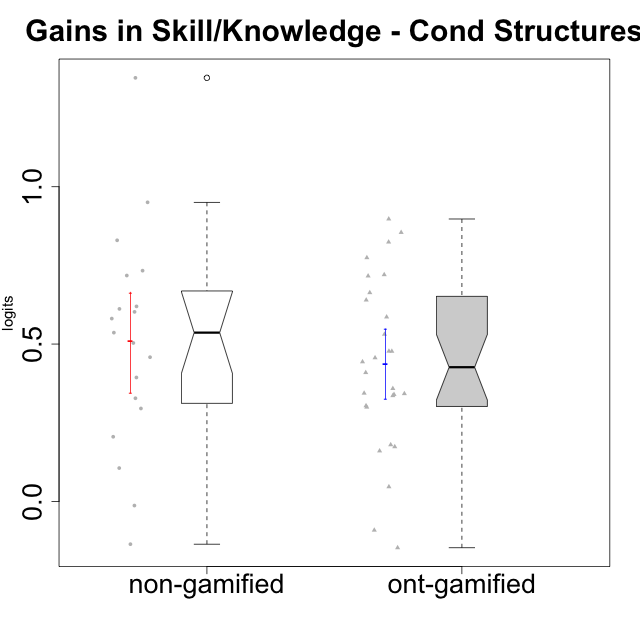 Gains in Skill/Knowledge - Cond Structures
logits
1.0
0.5
0.0
non-gamified
ont-gamified